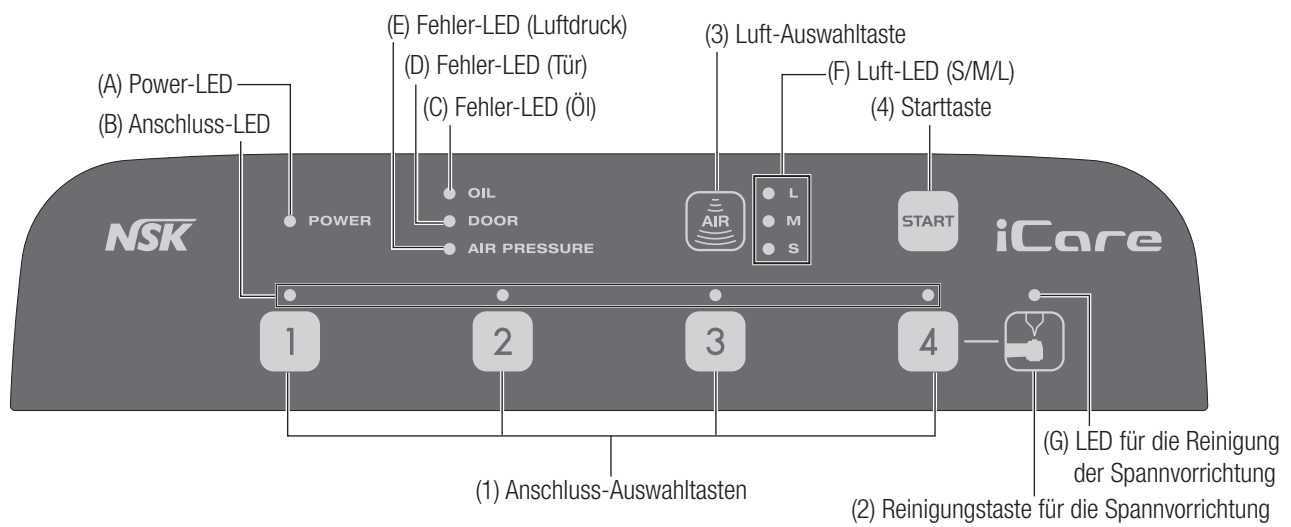 (E) Fehler-LED (Luftdruck)
(3) Luft-Auswahltaste
(D) Fehler-LED (Tür)
(F) Luft-LED (S/M/L)
(A) Power-LED
(C) Fehler-LED (Öl)
(4) Starttaste
(B) Anschluss-LED
OIL
L
POWER
DOOR
AIR
M
START
NSK
iCare
AIR PRESSURE
S
1
2
3
4
(G) LED für die Reinigung
der Spannvorrichtung
(1) Anschluss-Auswahltasten
(2) Reinigungstaste für die Spannvorrichtung